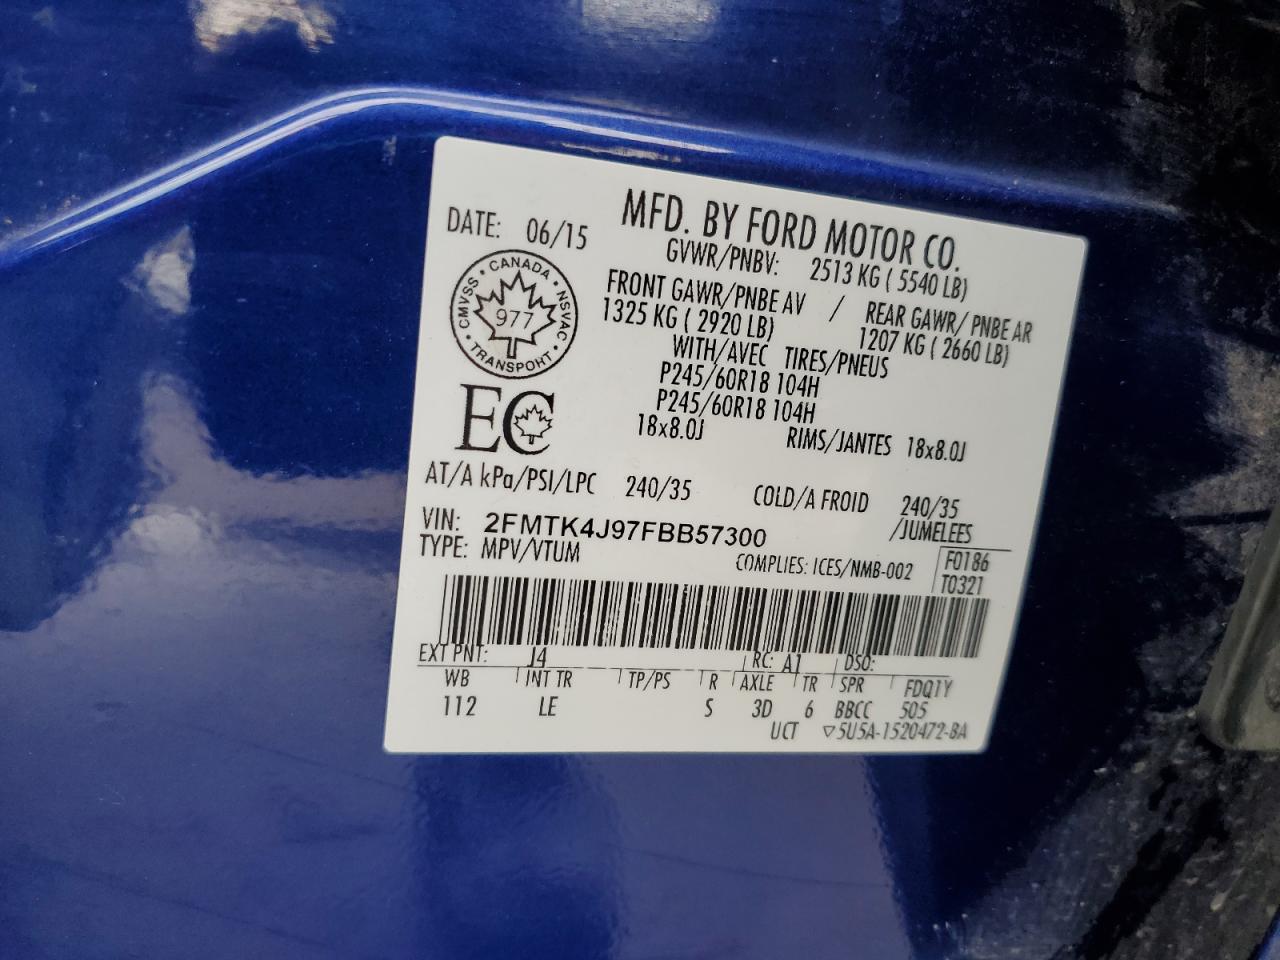 MFD. BY FORD MOTOR CO.
DATE: 06/15
GVWR/PNBV: 2513 KG ( 5540 LB)
FRONT GAWR/PNBE AV / REAR GAWR/ PNBE AR
1325 KG ( 2920 LB) 1207 KG ( 2660 LB)
WITH/AVEC TIRES/PNEUS
P245/60R18 104H
P245/60R18 104H
18x8.0J RIMS/JANTES 18x8.0J
CANADA • NSVAC • TRANSPORT • CMVSS •
977
EC
AT/A kPa/PSI/LPC 240/35 COLD/A FROID 240/35
VIN: 2FMTK4J97FBB57300 /JUMELEES
TYPE: MPV/VTUM COMPLIES: ICES/NMB-002 F0186
T0321
EXT PNT: J4 RC: A1 DSO:
WB INT TR TP/PS R AXLE TR SPR FDQ1Y
112 LE S 3D 6 BBCC 505
UCT ▽5U5A-1520472-BA